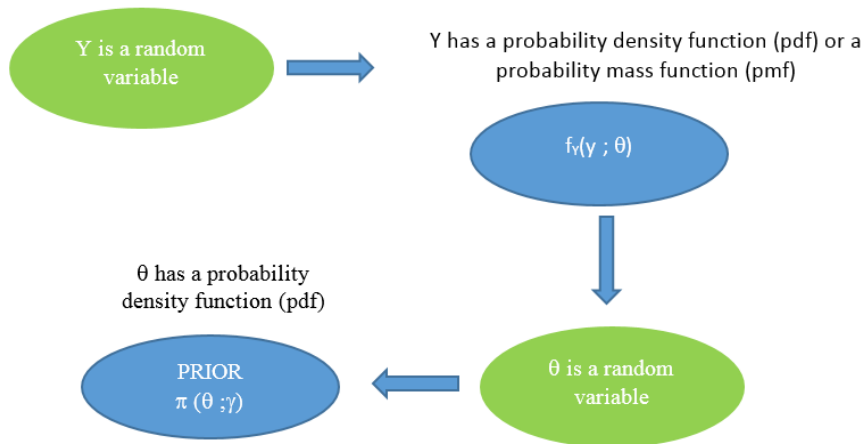 Y is a random
variable
Y has a probability density function (pdf) or a
probability mass function (pmf)
fY(y ; θ)
θ has a probability
density function (pdf)
θ is a random
variable
PRIOR
π (θ ;γ)